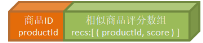 商品ID
productId
相似商品评分数组
recs:[ { productId, score } ]